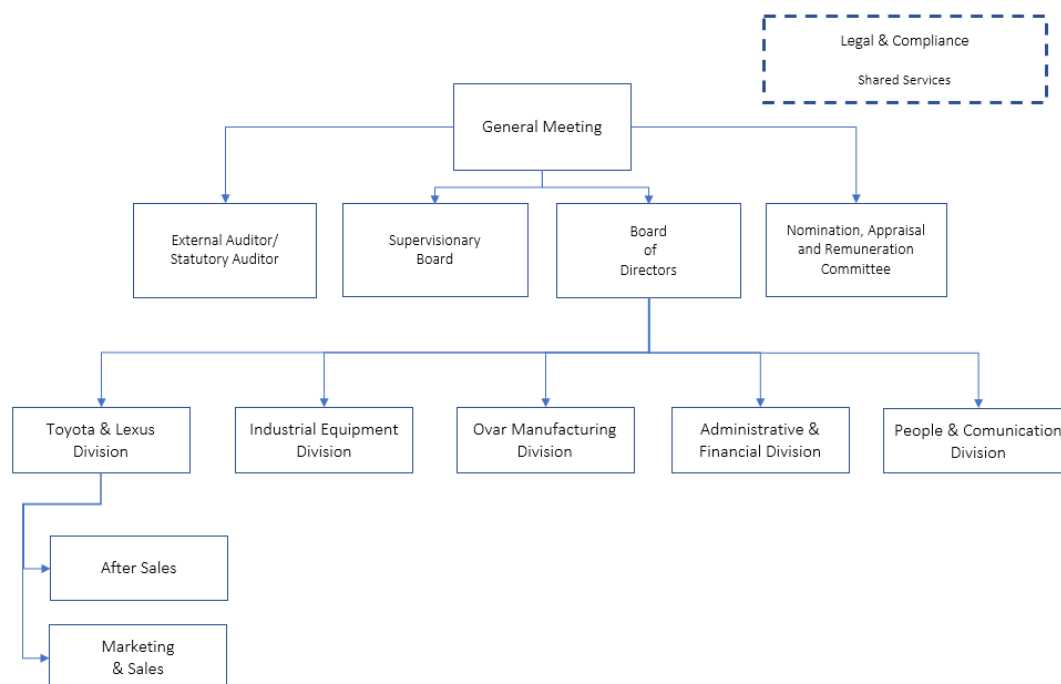 Legal & Compliance
Shared Services
General Meeting
External Auditor/
Statutory Auditor
Supervisionary
Board
Board
of
Directors
Nomination, Appraisal
and Remuneration
Committee
Toyota & Lexus
Division
Industrial Equipment
Division
Ovar Manufacturing
Division
Administrative &
Financial Division
People & Comunication
Division
After Sales
Marketing
& Sales